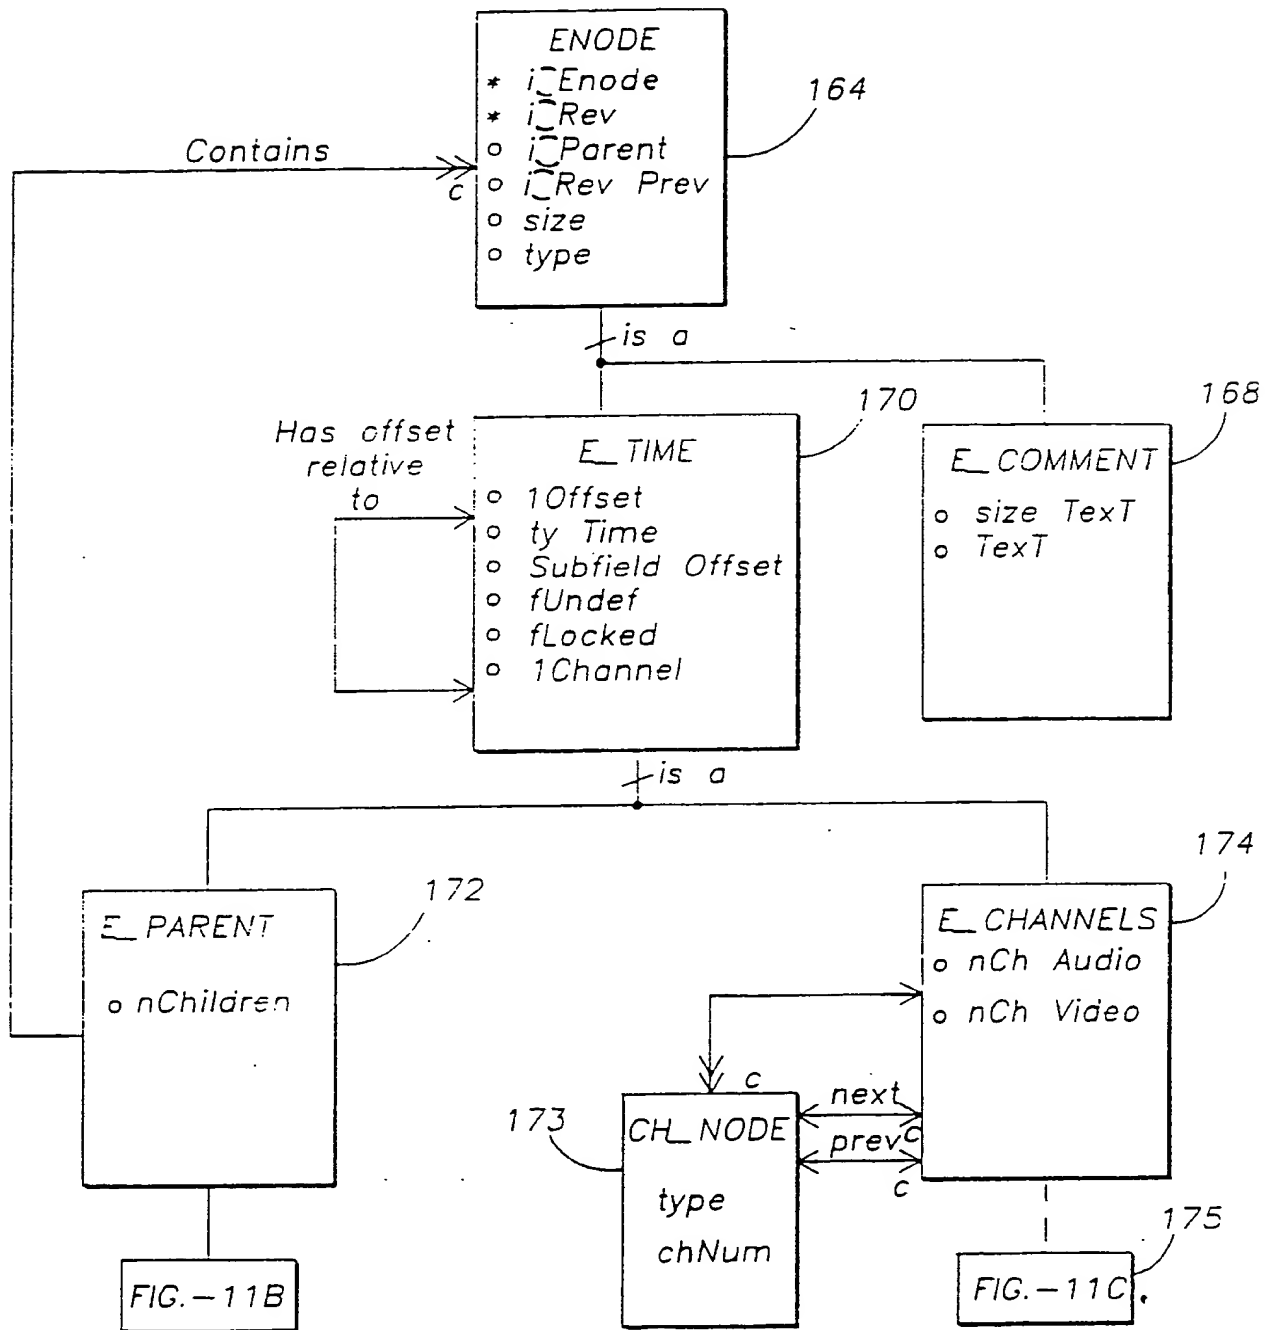 ENODE
* i_Enode
* i_Rev
o i_Parent
o i_Rev Prev
o size
o type
164
Contains
c
is a
170
168
Has offset
relative
to
E_TIME
o 1Offset
o ty Time
o Subfield Offset
o fUndef
o fLocked
o 1Channel
E_COMMENT
o size TexT
o TexT
is a
172
174
E_PARENT
o nChildren
E_CHANNELS
o nCh Audio
o nCh Video
c
173
CH_NODE
type
chNum
next
c
prev
c
175
FIG.-11B
FIG.-11C